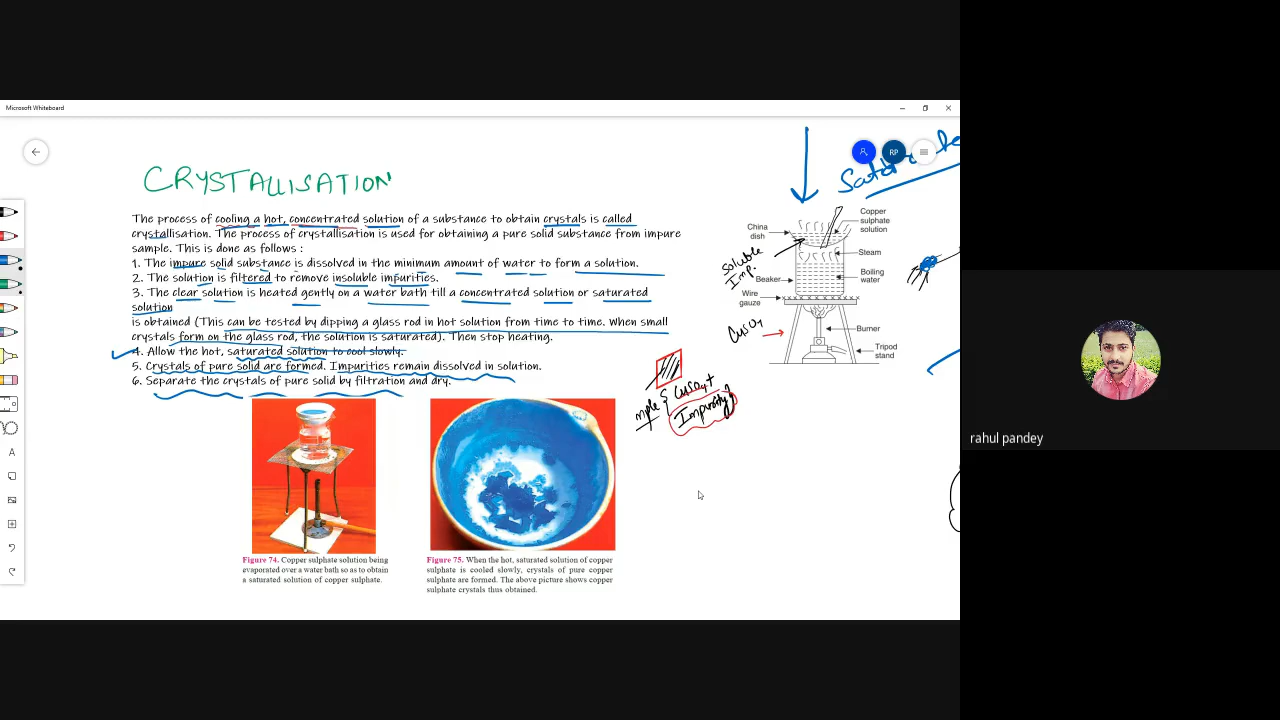 Microsoft Whiteboard
RP
CRYSTALLISATION
The process of cooling a hot, concentrated solution of a substance to obtain crystals is called
crystallisation. The process of crystallisation is used for obtaining a pure solid substance from impure
sample. This is done as follows :
1. The impure solid substance is dissolved in the minimum amount of water to form a solution.
2. The solution is filtered to remove insoluble impurities.
3. The clear solution is heated gently on a water bath till a concentrated solution or saturated
solution
is obtained (This can be tested by dipping a glass rod in hot solution from time to time. When small
crystals form on the glass rod, the solution is saturated). Then stop heating.
4. Allow the hot, saturated solution to cool slowly.
5. Crystals of pure solid are formed. Impurities remain dissolved in solution.
6. Separate the crystals of pure solid by filtration and dry.
China
dish
Copper
sulphate
solution
Steam
Boiling
water
Beaker
Wire
gauze
Burner
Tripod
stand
Soluble
Imp.
CuSO4
CuSO4 +
Impurity
mple
Figure 74. Copper sulphate solution being
evaporated over a water bath so as to obtain
a saturated solution of copper sulphate.
Figure 75. When the hot, saturated solution of copper
sulphate is cooled slowly, crystals of pure copper
sulphate are formed. The above picture shows copper
sulphate crystals thus obtained.
A
rahul pandey